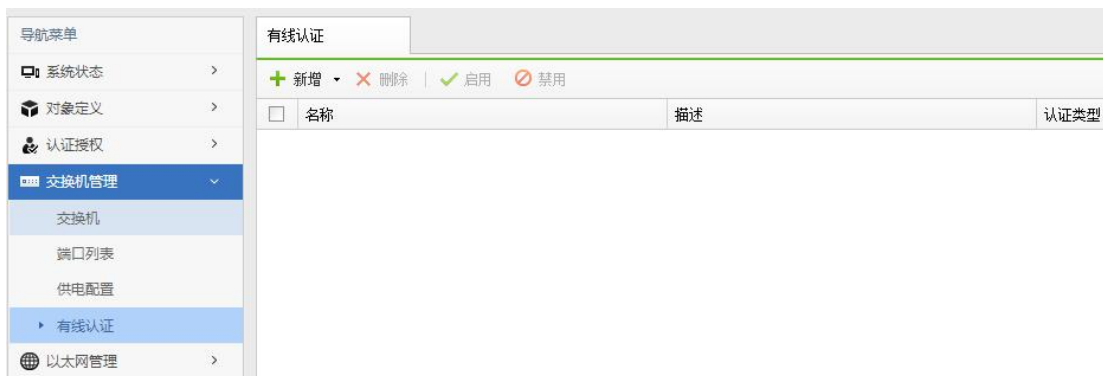 导航菜单
系统状态
对象定义
认证授权
交换机管理
交换机
端口列表
供电配置
有线认证
以太网管理
有线认证
新增 删除 | 启用 禁用
名称 描述 认证类型